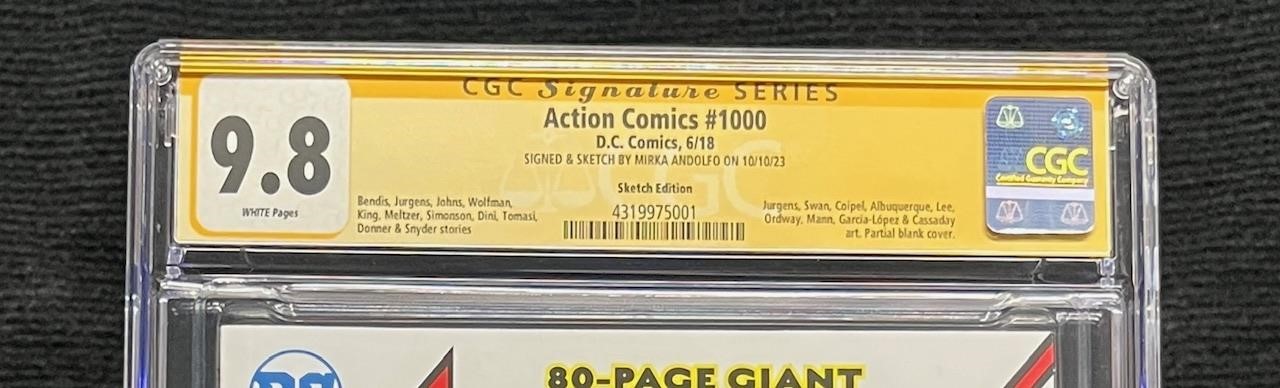 CGC Signature SERIES
9.8
WHITE Pages
Action Comics #1000
D.C. Comics, 6/18
SIGNED & SKETCH BY MIRKA ANDOLFO ON 10/10/23
Sketch Edition
4319975001
Bendis, Jurgens, Johns, Wolfman,
King, Meltzer, Simonson, Dini, Tomasi,
Donner & Snyder stories
Jurgens, Swan, Coipel, Albuquerque, Lee,
Ordway, Mann, García-López & Cassaday
art. Partial blank cover.
CGC
Certified Guaranty Company
DC
80-PAGE GIANT